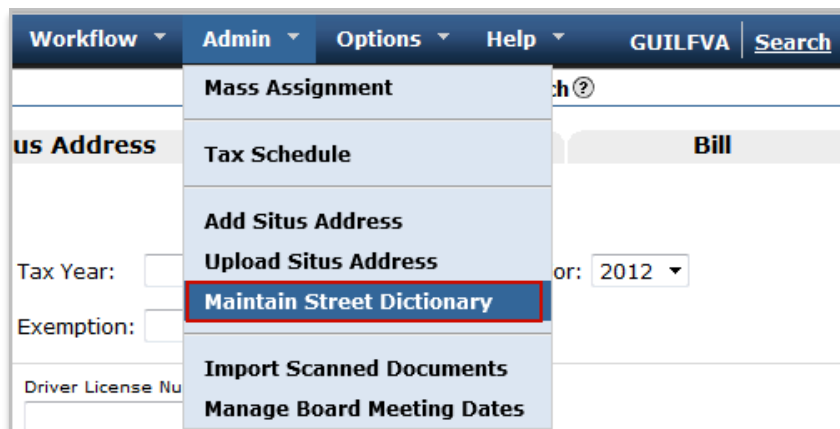 Workflow Admin Options Help GUILFVA Search
Mass Assignment
us Address
Bill
Tax Schedule
Add Situs Address
Tax Year:
Upload Situs Address
or: 2012
Maintain Street Dictionary
Exemption:
Import Scanned Documents
Driver License Nu
Manage Board Meeting Dates